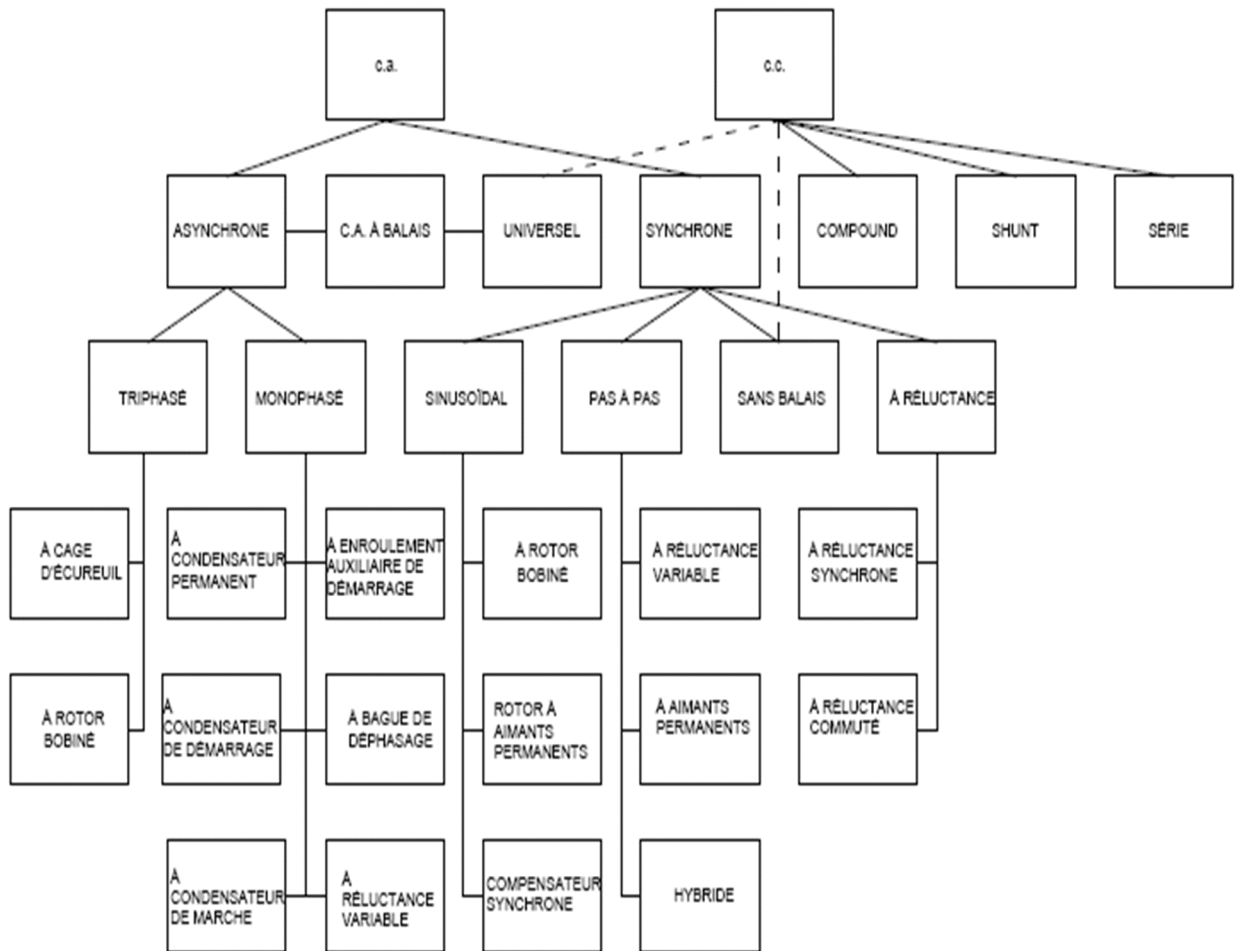 c.a.
c.c.
ASYNCHRONE
C.A. À BALAIS
UNIVERSEL
SYNCHRONE
COMPOUND
SHUNT
SÉRIE
TRIPHASÉ
MONOPHASÉ
SINUSOÏDAL
PAS À PAS
SANS BALAIS
À RÉLUCTANCE
À CAGE
D'ÉCUREUIL
À
CONDENSATEUR
PERMANENT
À ENROULEMENT
AUXILIAIRE DE
DÉMARRAGE
À ROTOR
BOBINÉ
À RÉLUCTANCE
VARIABLE
À RÉLUCTANCE
SYNCHRONE
À ROTOR
BOBINÉ
À
CONDENSATEUR
DE DÉMARRAGE
À BAGUE DE
DÉPHASAGE
ROTOR À
AIMANTS
PERMANENTS
À AIMANTS
PERMANENTS
À RÉLUCTANCE
COMMUTÉ
À
CONDENSATEUR
DE MARCHE
À
RÉLUCTANCE
VARIABLE
COMPENSATEUR
SYNCHRONE
HYBRIDE